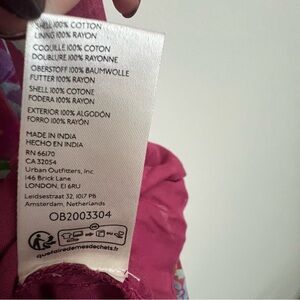 SHELL 100% COTTON
LINING 100% RAYON
COQUILLE 100% COTON
DOUBLURE 100% RAYONNE
OBERSTOFF 100% BAUMWOLLE
FUTTER 100% RAYON
SHELL 100% COTONE
FODERA 100% RAYON
EXTERIOR 100% ALGODÓN
FORRO 100% RAYÓN
MADE IN INDIA
HECHO EN INDIA
RN 66170
CA 32054
Urban Outfitters, Inc.
146 Brick Lane
LONDON, E1 6RU
Leidsestraat 32, 1017 PB
Amsterdam, Netherlands
OB2003304
quefairedemesdechets.fr